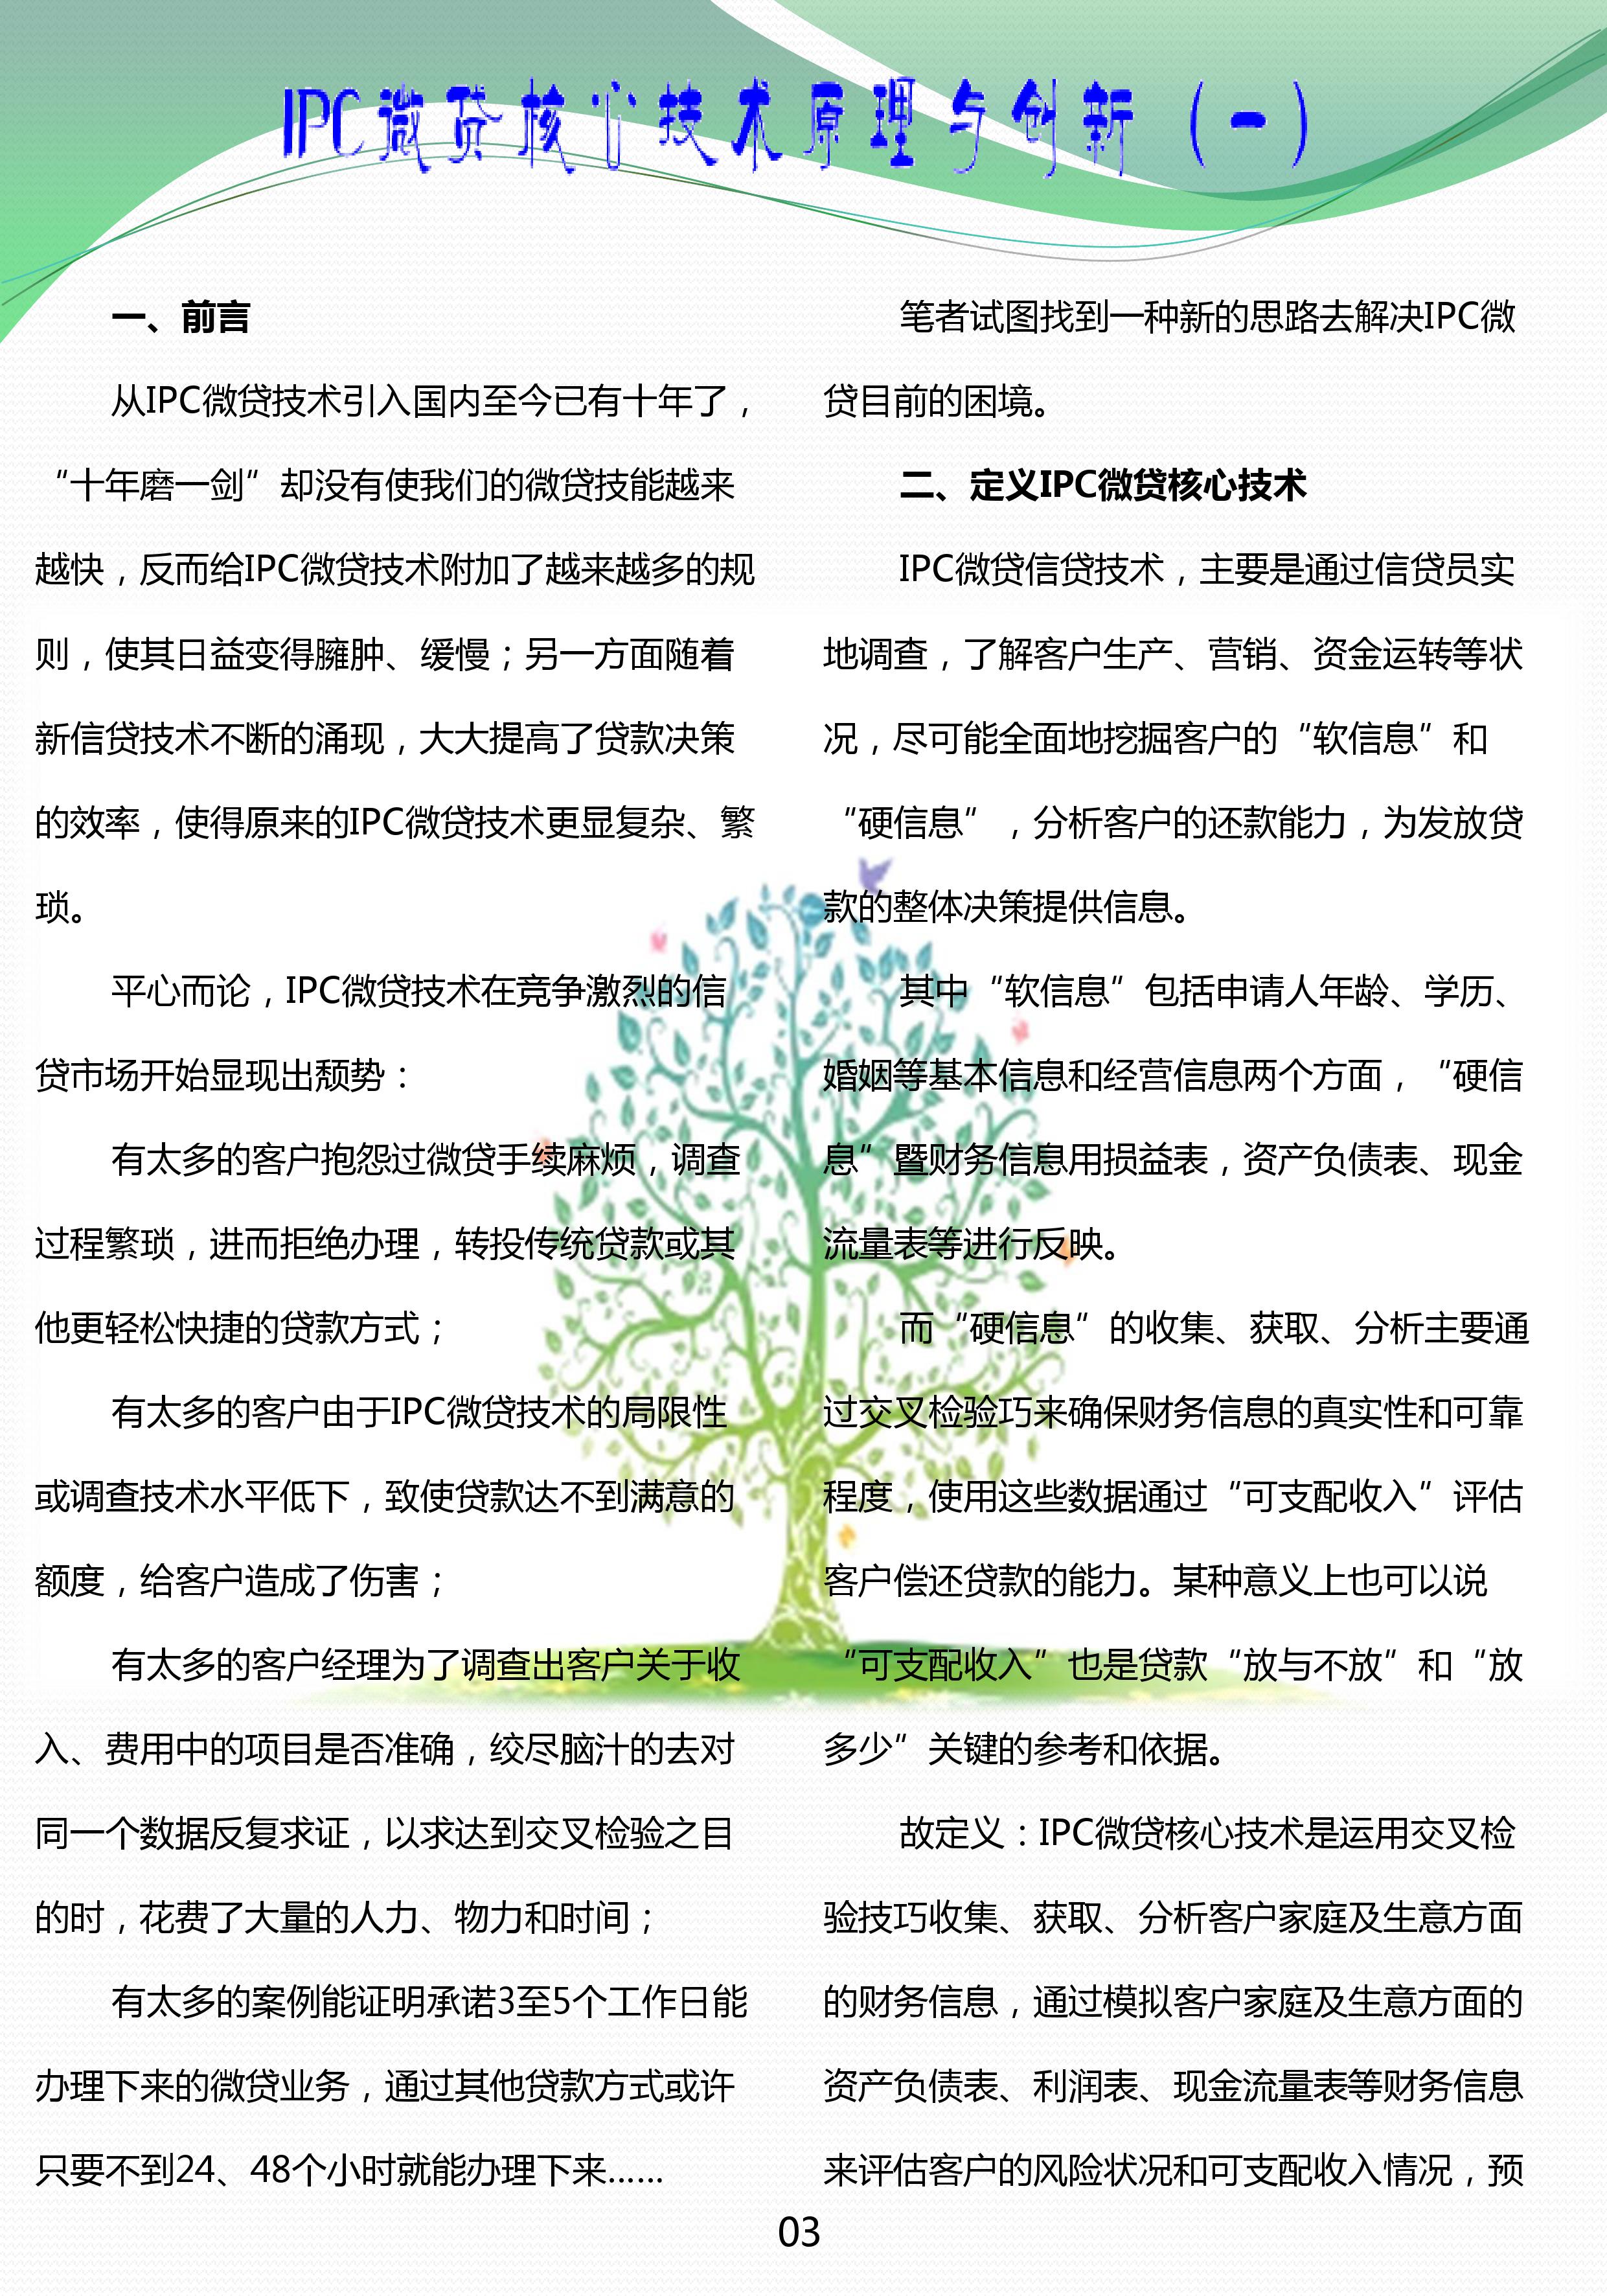 IPC微贷核心技术原理与创新（一）
一、前言
从IPC微贷技术引入国内至今已有十年了，
“十年磨一剑”却没有使我们的微贷技能越来
越快，反而给IPC微贷技术附加了越来越多的规
则，使其日益变得臃肿、缓慢；另一方面随着
新信贷技术不断的涌现，大大提高了贷款决策
的效率，使得原来的IPC微贷技术更显复杂、繁
琐。
平心而论，IPC微贷技术在竞争激烈的信
贷市场开始显现出颓势：
有太多的客户抱怨过微贷手续麻烦，调查
过程繁琐，进而拒绝办理，转投传统贷款或其
他更轻松快捷的贷款方式；
有太多的客户由于IPC微贷技术的局限性
或调查技术水平低下，致使贷款达不到满意的
额度，给客户造成了伤害；
有太多的客户经理为了调查出客户关于收
入、费用中的项目是否准确，绞尽脑汁的去对
同一个数据反复求证，以求达到交叉检验之目
的时，花费了大量的人力、物力和时间；
有太多的案例能证明承诺3至5个工作日能
办理下来的微贷业务，通过其他贷款方式或许
只要不到24、48个小时就能办理下来……
笔者试图找到一种新的思路去解决IPC微
贷目前的困境。
二、定义IPC微贷核心技术
IPC微贷信贷技术，主要是通过信贷员实
地调查，了解客户生产、营销、资金运转等状
况，尽可能全面地挖掘客户的“软信息”和
“硬信息”，分析客户的还款能力，为发放贷
款的整体决策提供信息。
其中“软信息”包括申请人年龄、学历、
婚姻等基本信息和经营信息两个方面，“硬信
息”暨财务信息用损益表，资产负债表、现金
流量表等进行反映。
而“硬信息”的收集、获取、分析主要通
过交叉检验巧来确保财务信息的真实性和可靠
程度，使用这些数据通过“可支配收入”评估
客户偿还贷款的能力。某种意义上也可以说
“可支配收入”也是贷款“放与不放”和“放
多少”关键的参考和依据。
故定义：IPC微贷核心技术是运用交叉检
验技巧收集、获取、分析客户家庭及生意方面
的财务信息，通过模拟客户家庭及生意方面的
资产负债表、利润表、现金流量表等财务信息
来评估客户的风险状况和可支配收入情况，预
03